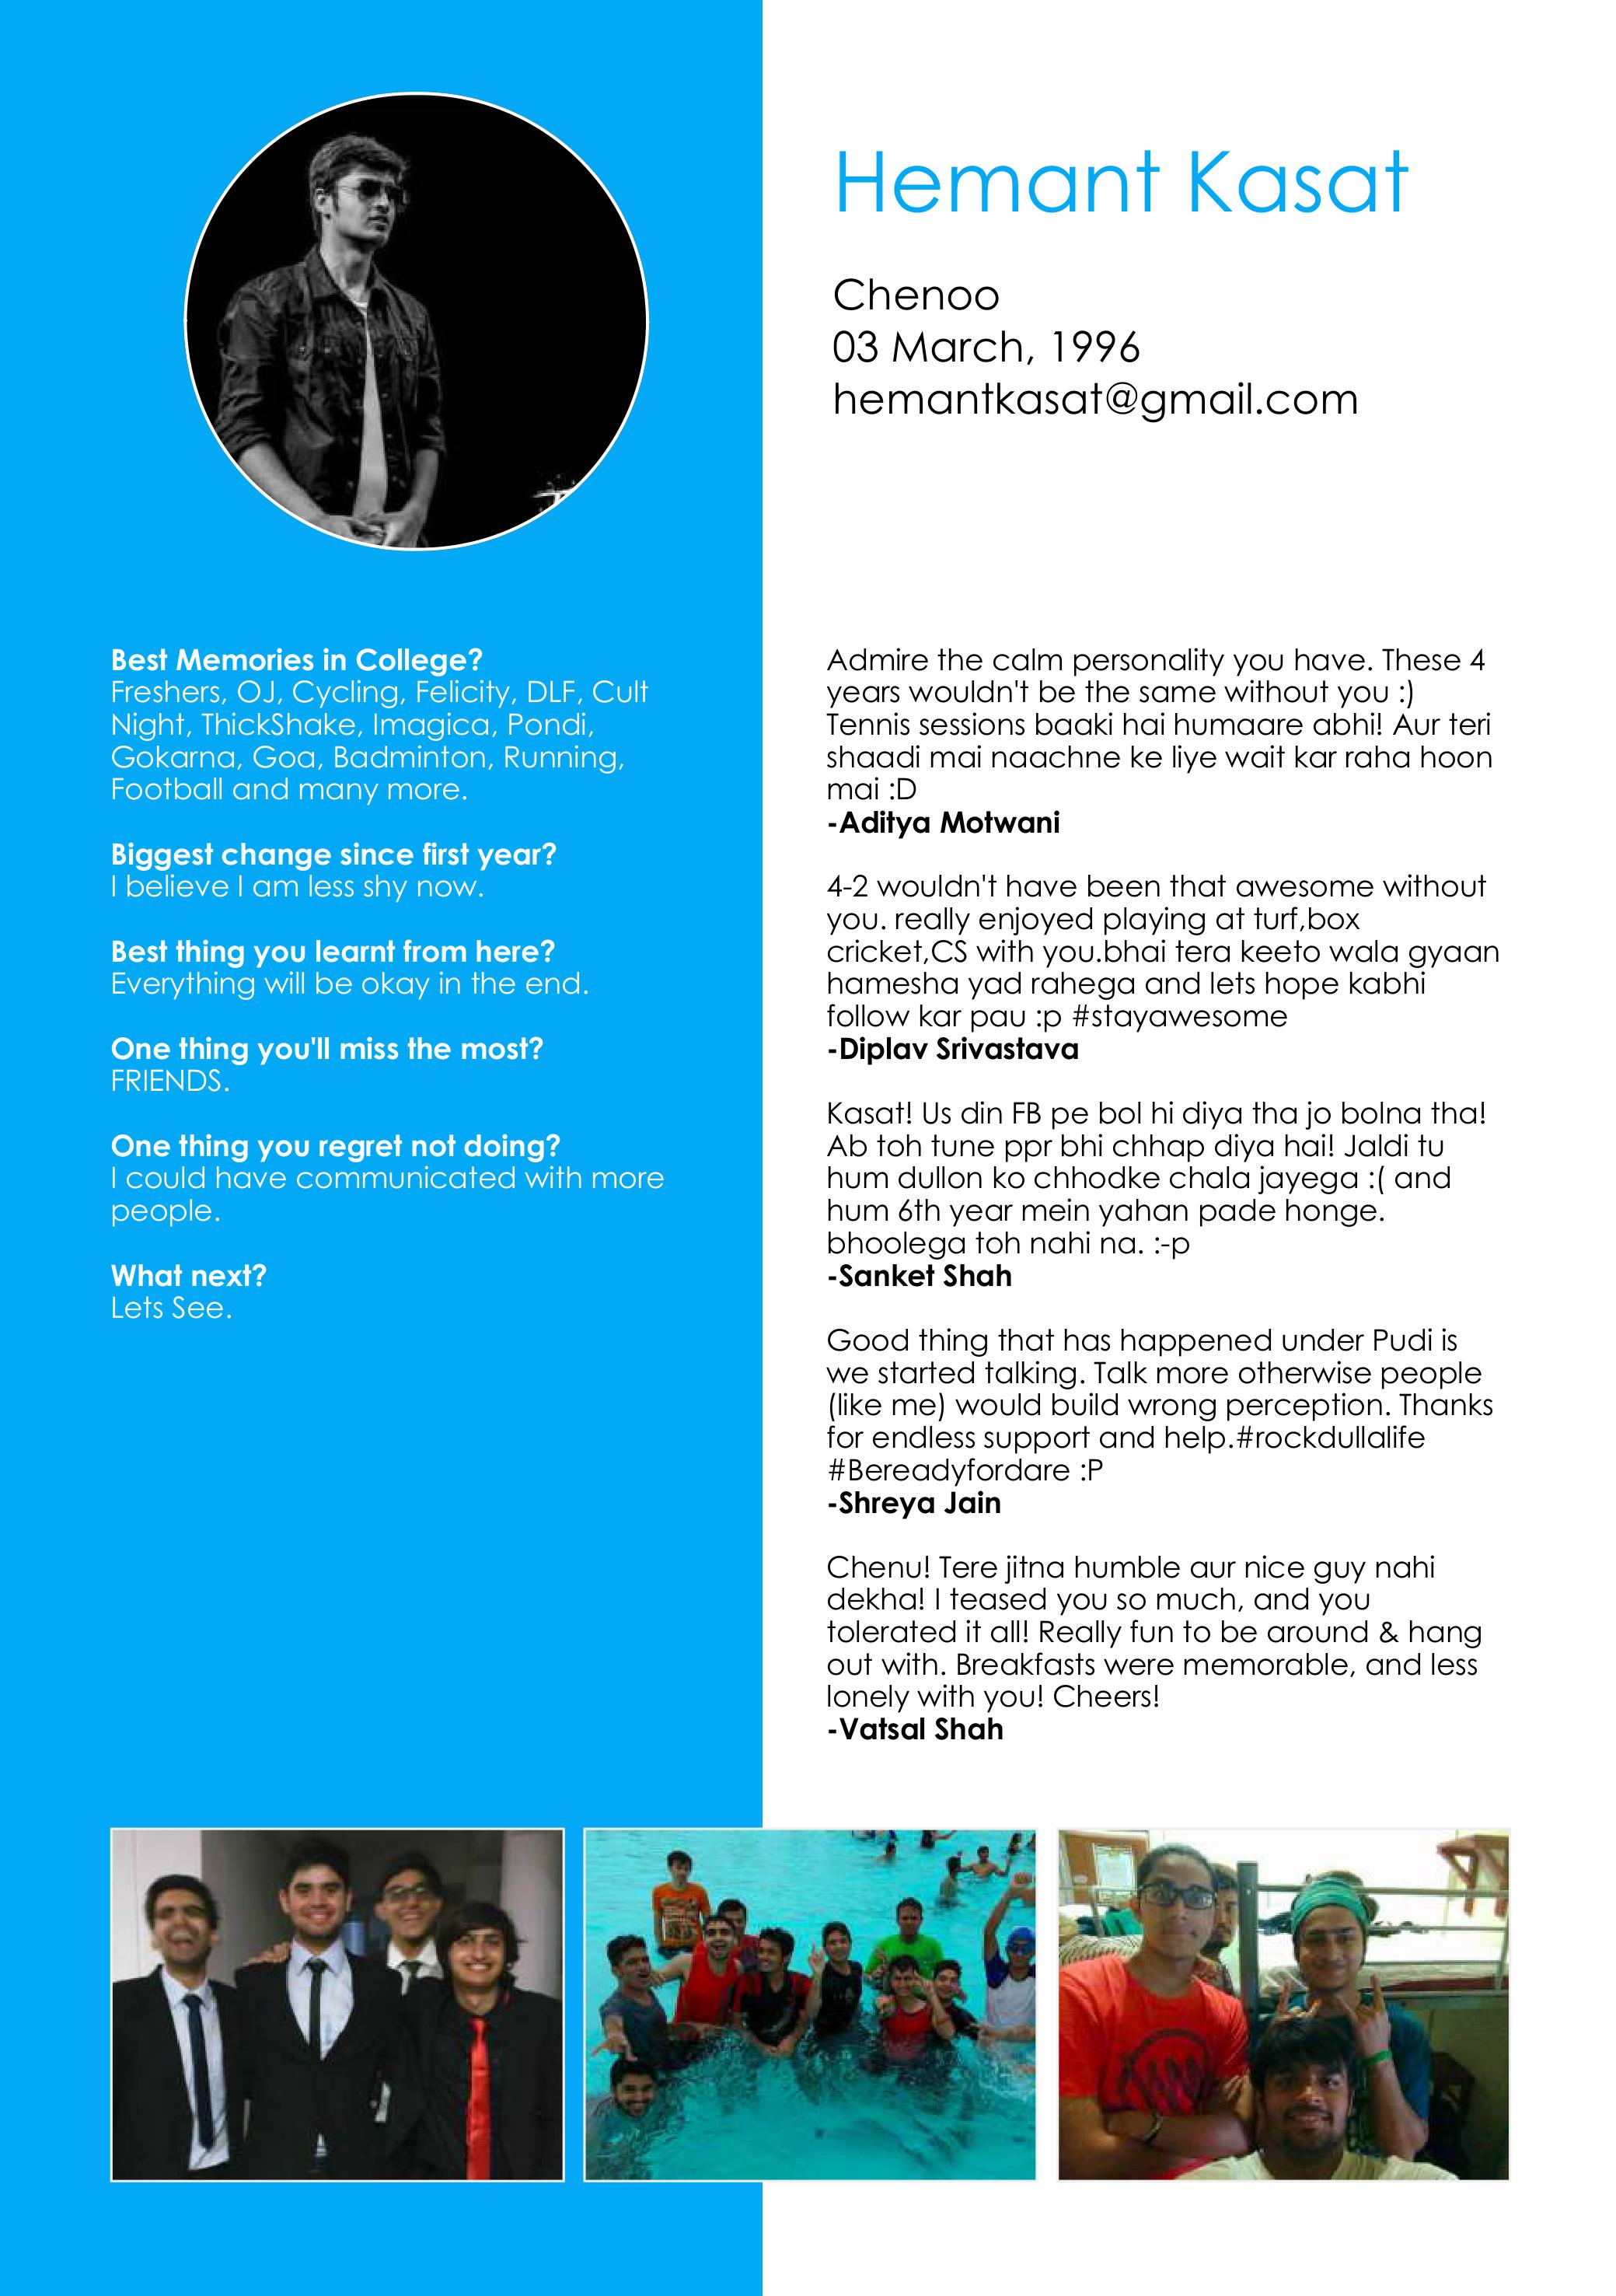 Hemant Kasat
Chenoo
03 March, 1996
hemantkasat@gmail.com
Best Memories in College?
Freshers, OJ, Cycling, Felicity, DLF, Cult
Night, ThickShake, Imagica, Pondi,
Gokarna, Goa, Badminton, Running,
Football and many more.
Biggest change since first year?
I believe I am less shy now.
Best thing you learnt from here?
Everything will be okay in the end.
One thing you'll miss the most?
FRIENDS.
One thing you regret not doing?
I could have communicated with more
people.
What next?
Lets See.
Admire the calm personality you have. These 4
years wouldn't be the same without you :)
Tennis sessions baaki hai humaare abhi! Aur teri
shaadi mai naachne ke liye wait kar raha hoon
mai :D
-Aditya Motwani
4-2 wouldn't have been that awesome without
you. really enjoyed playing at turf,box
cricket,CS with you.bhai tera keeto wala gyaan
hamesha yad rahega and lets hope kabhi
follow kar pau :p #stayawesome
-Diplav Srivastava
Kasat! Us din FB pe bol hi diya tha jo bolna tha!
Ab toh tune ppr bhi chhap diya hai! Jaldi tu
hum dullon ko chhodke chala jayega :( and
hum 6th year mein yahan pade honge.
bhoolega toh nahi na. :-p
-Sanket Shah
Good thing that has happened under Pudi is
we started talking. Talk more otherwise people
(like me) would build wrong perception. Thanks
for endless support and help.#rockdullalife
#Bereadyfordare :P
-Shreya Jain
Chenu! Tere jitna humble aur nice guy nahi
dekha! I teased you so much, and you
tolerated it all! Really fun to be around & hang
out with. Breakfasts were memorable, and less
lonely with you! Cheers!
-Vatsal Shah